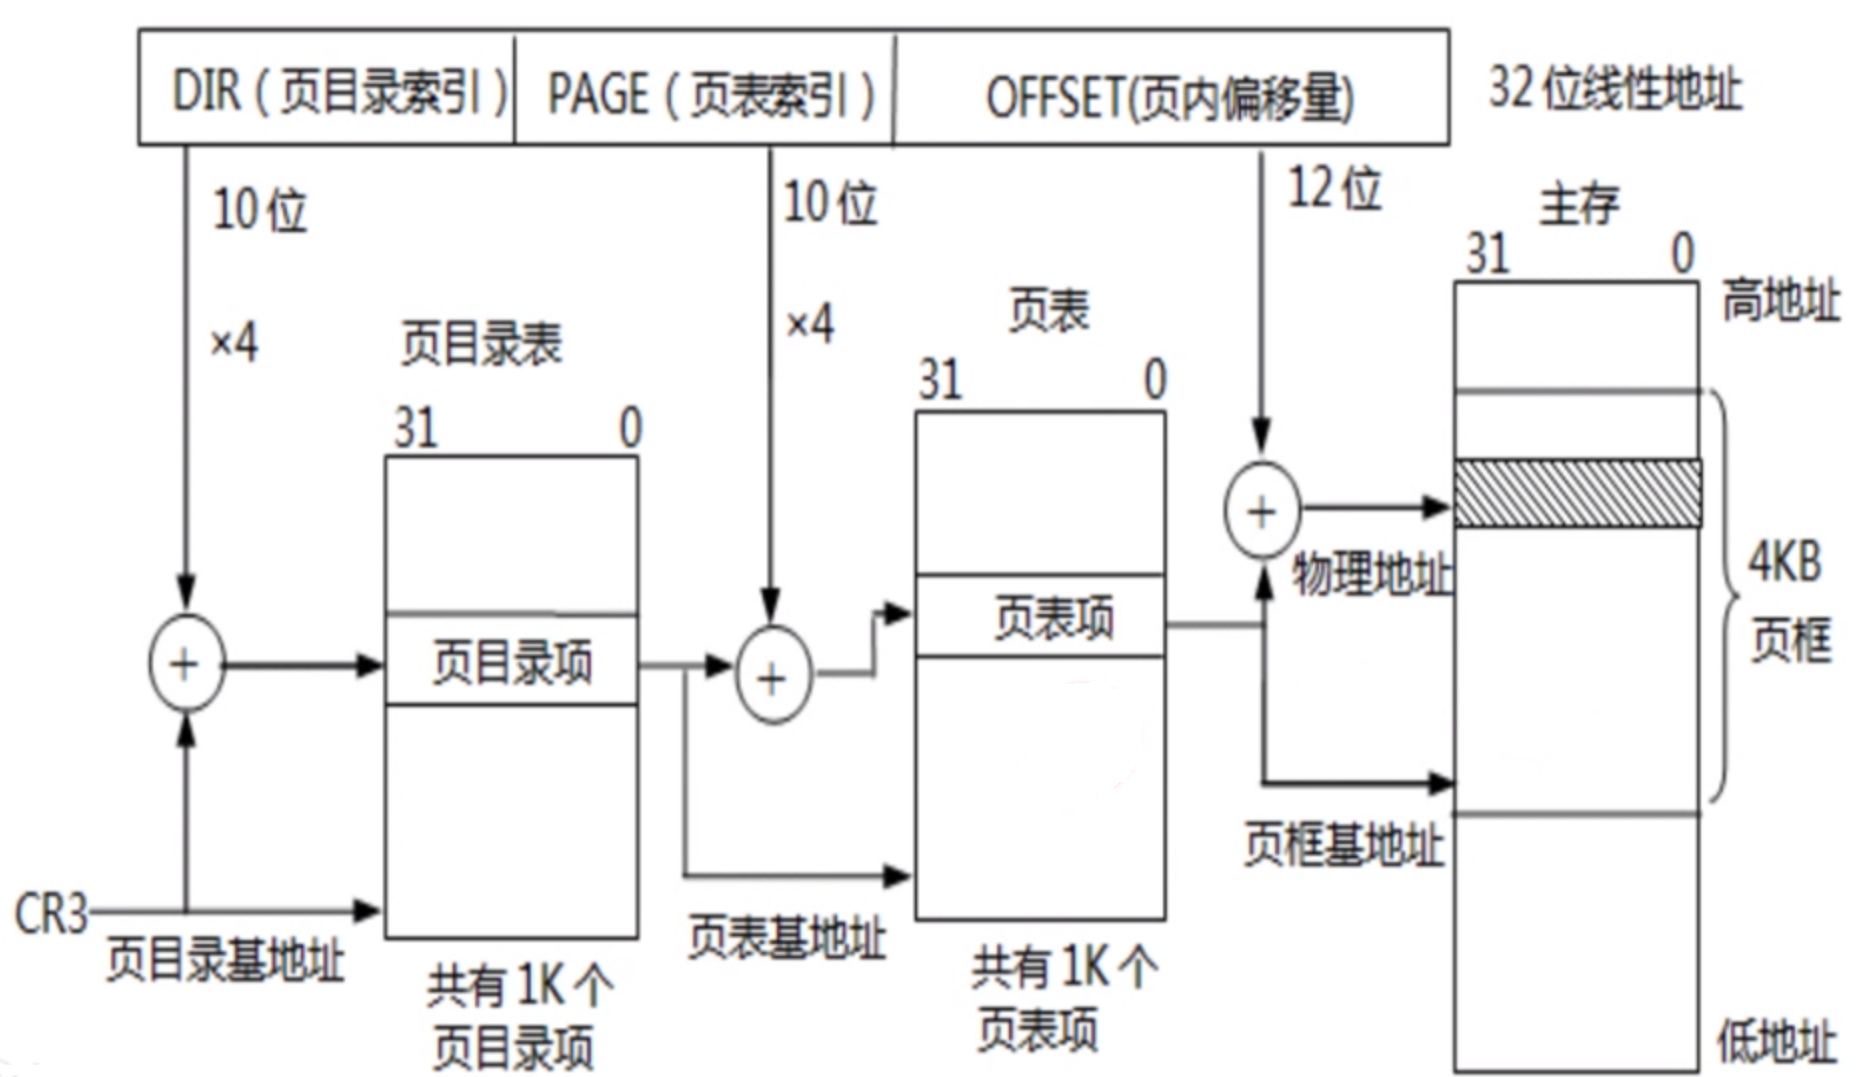 DIR（页目录索引）
PAGE（页表索引）
OFFSET(页内偏移量)
32位线性地址
10位
10位
12位
主存
31 0
高地址
×4
×4
页目录表
页表
31 0
31 0
+
+
+
页目录项
页表项
物理地址
4KB
页框
页框基地址
CR3
页目录基地址
页表基地址
共有1K个
页目录项
共有1K个
页表项
低地址